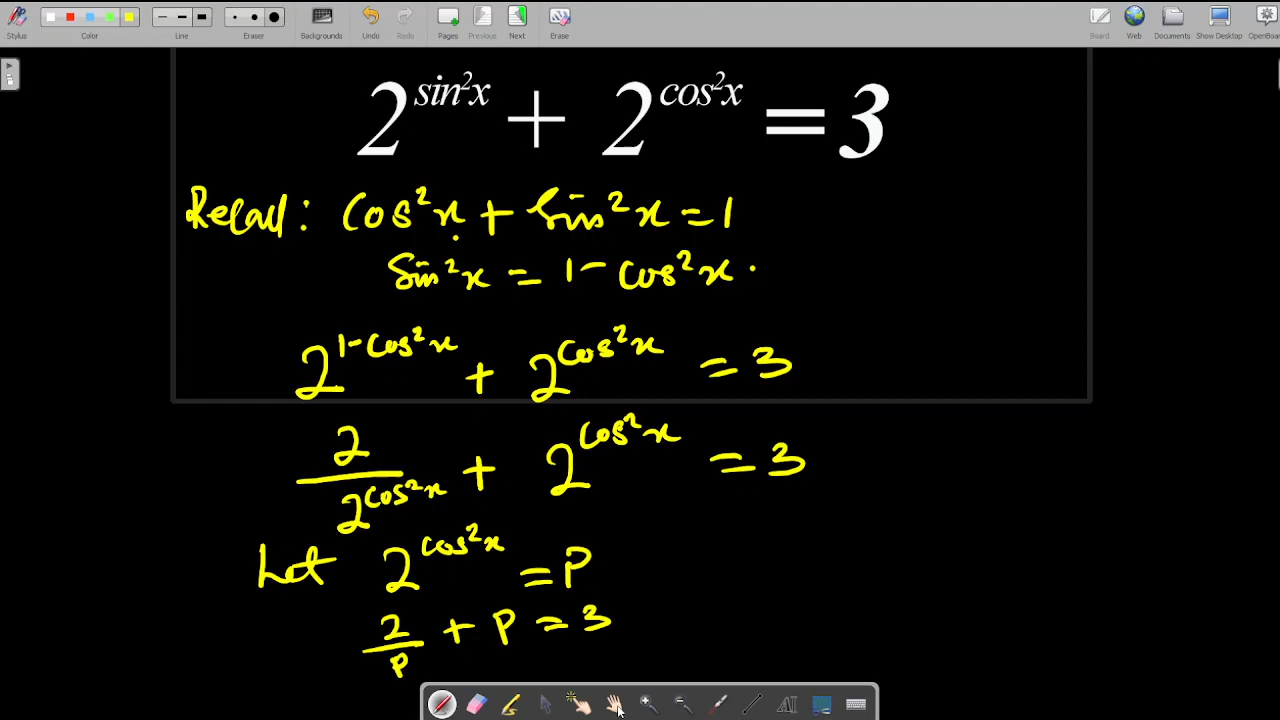 Stylus Color Line Eraser Backgrounds Undo Redo Pages Previous Next Erase Board Web Documents Show Desktop OpenBoar
2^{sin²x} + 2^{cos²x} = 3
Recall: cos²x + Sin²x = 1
Sin²x = 1 - cos²x.
2^{1-cos²x} + 2^{cos²x} = 3
2/2^{cos²x} + 2^{cos²x} = 3
Let 2^{cos²x} = P
2/P + P = 3
AI